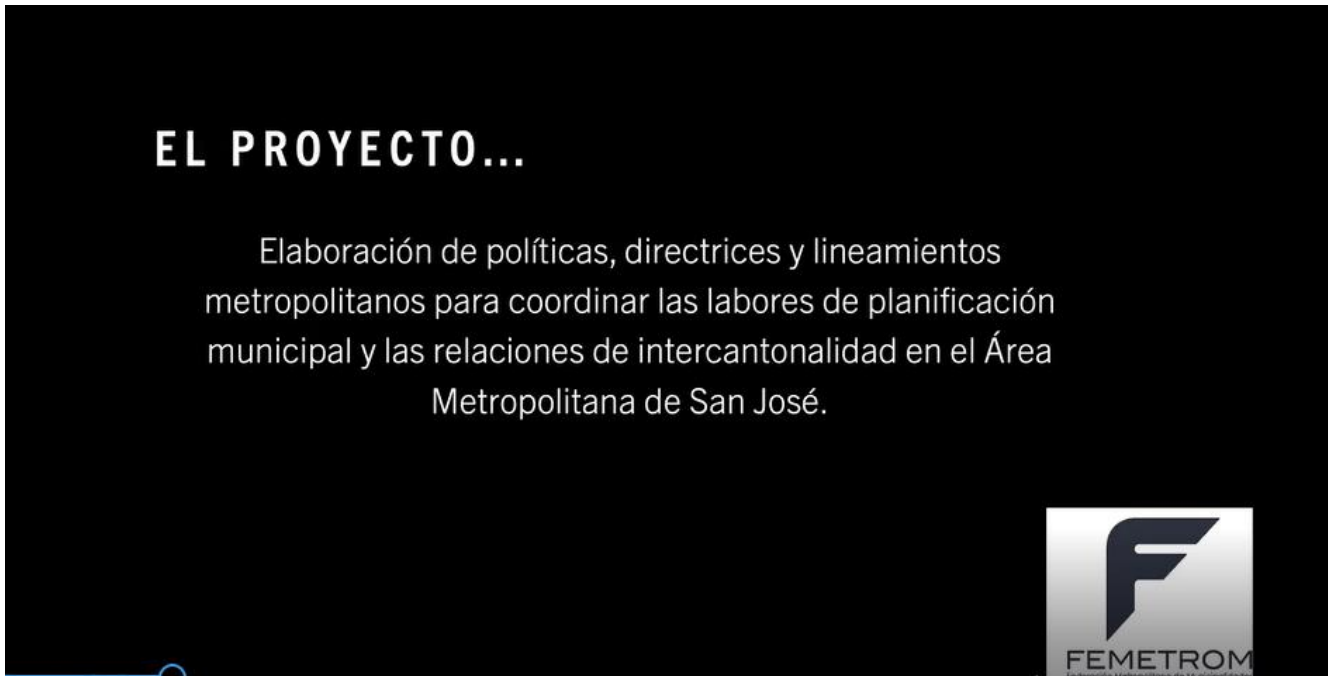 EL PROYECTO...
Elaboración de políticas, directrices y lineamientos
metropolitanos para coordinar las labores de planificación
municipal y las relaciones de intercantonalidad en el Área
Metropolitana de San José.
FEMETROM